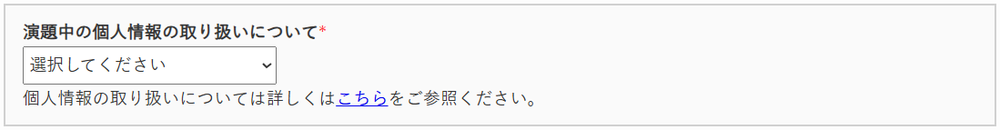 演題中の個人情報の取り扱いについて*
選択してください
個人情報の取り扱いについては詳しくはこちらをご参照ください。